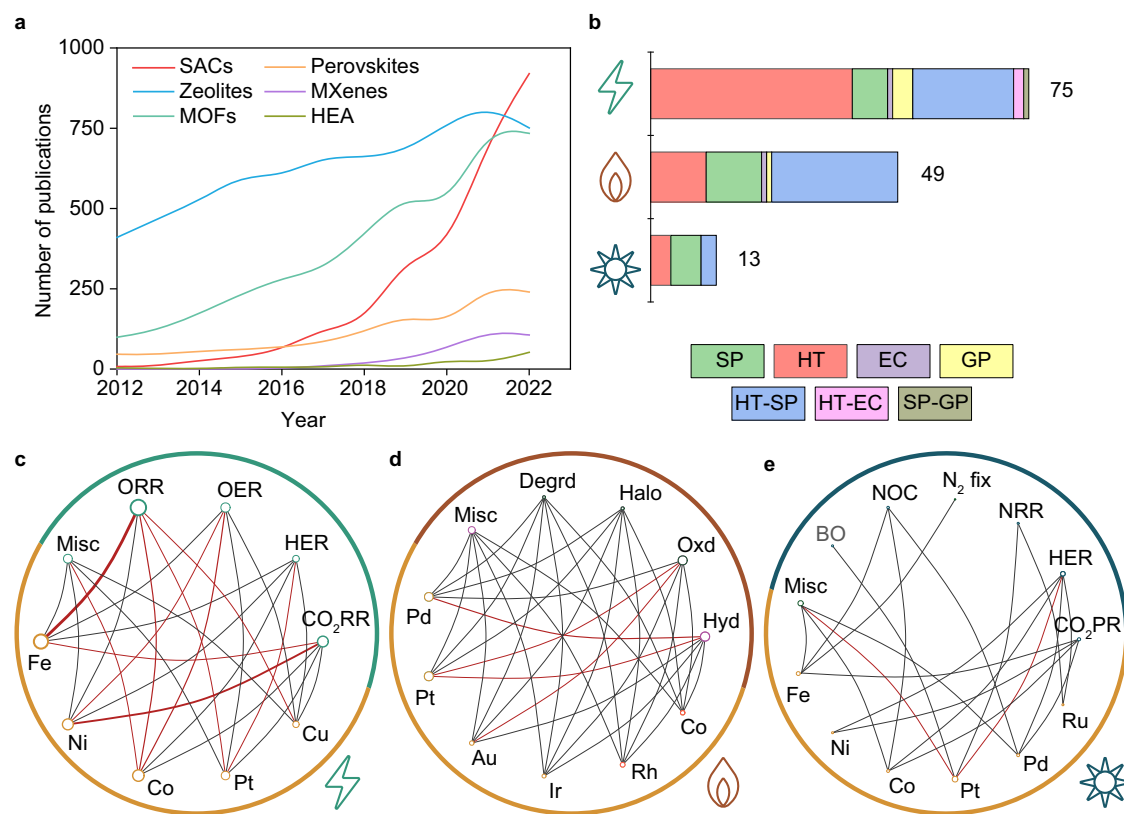 a
1000
750
500
250
0
Number of publications
SACs
Zeolites
MOFs
Perovskites
MXenes
HEA
2012 2014 2016 2018 2020 2022
Year
b
75
49
13
SP HT EC GP
HT-SP HT-EC SP-GP
c
ORR
OER
HER
CO2RR
Misc
Fe
Ni
Co
Pt
Cu
d
Degrd
Halo
Misc
Oxd
Hyd
Pd
Pt
Au
Ir
Rh
Co
e
N2 fix
NOC
NRR
BO
HER
Misc
CO2PR
Fe
Ni
Co
Pt
Pd
Ru